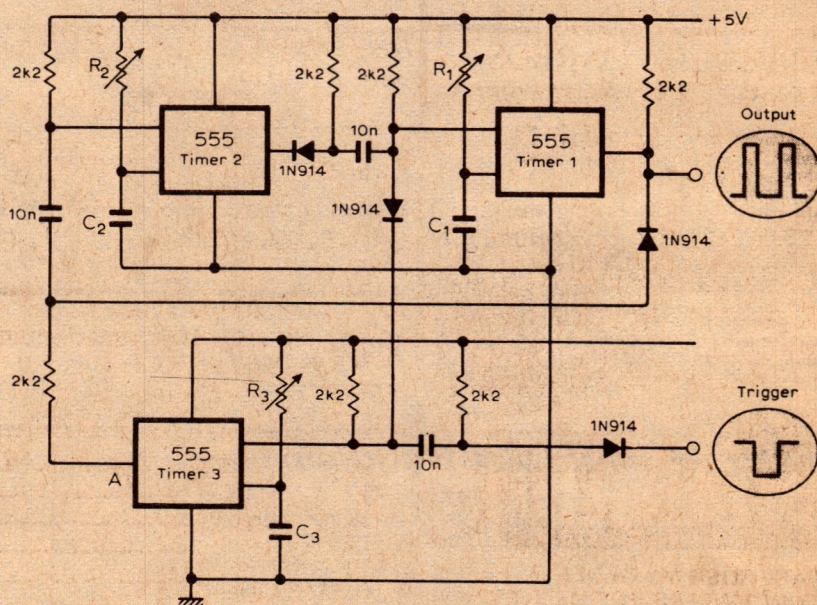 +5V
2k2
R2
2k2
2k2
R1
2k2
Output
555
Timer 2
10n
555
Timer 1
1N914
10n
C2
1N914
C1
1N914
2k2
R3
2k2
2k2
Trigger
1N914
555
Timer 3
A
10n
C3